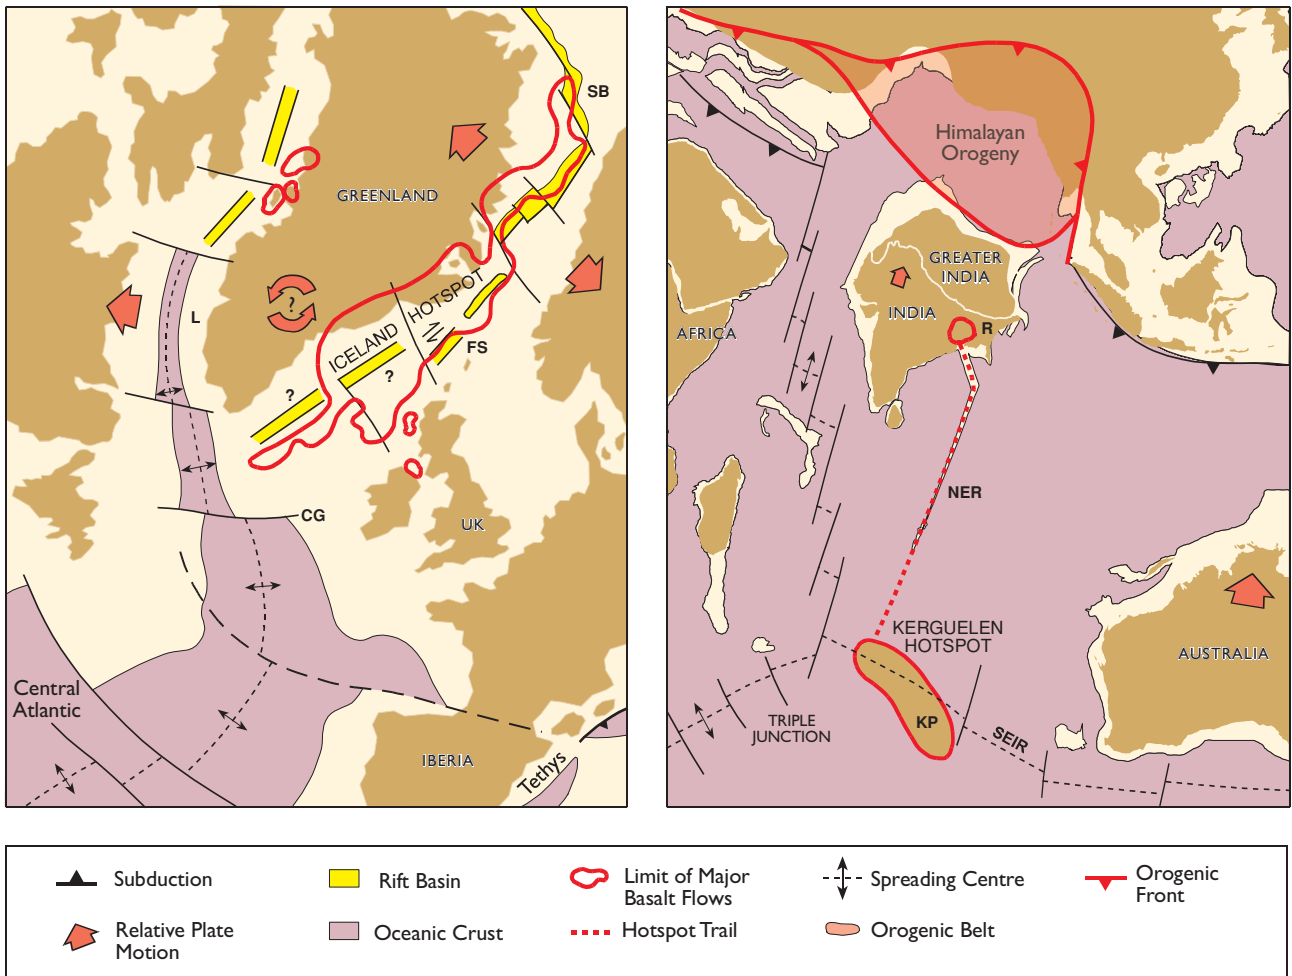 SB
GREENLAND
?
HOTSPOT
ICELAND
L
FS
?
?
CG
UK
Central
Atlantic
IBERIA
Tethys
Himalayan
Orogeny
GREATER
INDIA
INDIA
R
AFRICA
NER
KERGUELEN
HOTSPOT
AUSTRALIA
KP
TRIPLE
JUNCTION
SEIR
Subduction
Rift Basin
Limit of Major
Basalt Flows
Spreading Centre
Orogenic
Front
Relative Plate
Motion
Oceanic Crust
Hotspot Trail
Orogenic Belt